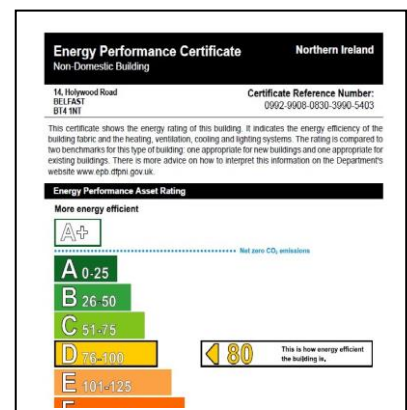 Energy Performance Certificate
Northern Ireland
Non-Domestic Building
14, Holywood Road
BELFAST
BT4 1NT
Certificate Reference Number:
0992-9908-0830-3990-5403
This certificate shows the energy rating of this building. It indicates the energy efficiency of the
building fabric and the heating, ventilation, cooling and lighting systems. The rating is compared to
two benchmarks for this type of building: one appropriate for new buildings and one appropriate for
existing buildings. There is more advice on how to interpret this information on the Department's
website www.epb.dfpni.gov.uk.
Energy Performance Asset Rating
More energy efficient
A+
Net zero CO₂ emissions
A 0-25
B 26-50
C 51-75
D 76-100
80
This is how energy efficient
the building is.
E 101-125